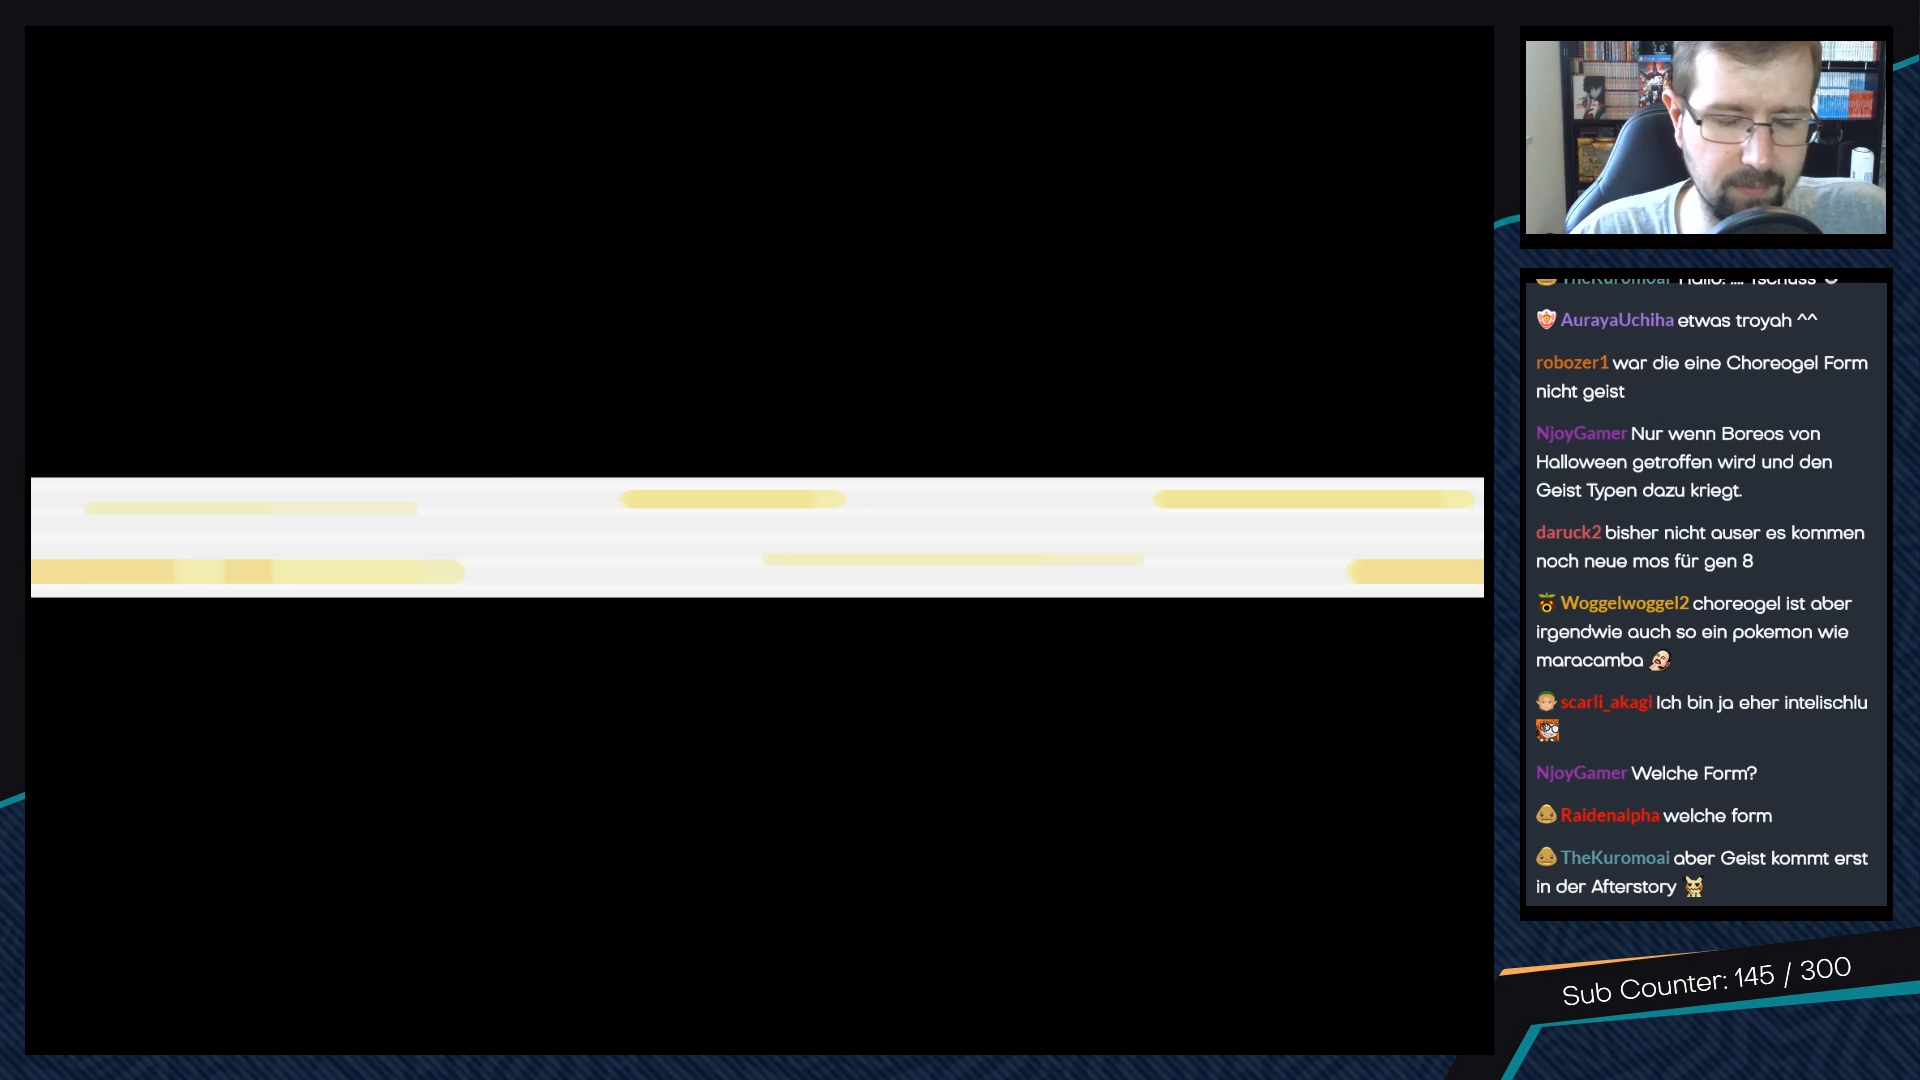 TheKuromoai Hallo! .... Tschüss
AurayaUchiha etwas troyah ^^
robozer1 war die eine Choreogel Form
nicht geist
NjoyGamer Nur wenn Boreos von
Halloween getroffen wird und den
Geist Typen dazu kriegt.
daruck2 bisher nicht auser es kommen
noch neue mos für gen 8
Woggelwoggel2 choreogel ist aber
irgendwie auch so ein pokemon wie
maracamba
scarli_akagi Ich bin ja eher intelischlu
NjoyGamer Welche Form?
Raidenalpha welche form
TheKuromoai aber Geist kommt erst
in der Afterstory
Sub Counter: 145 / 300